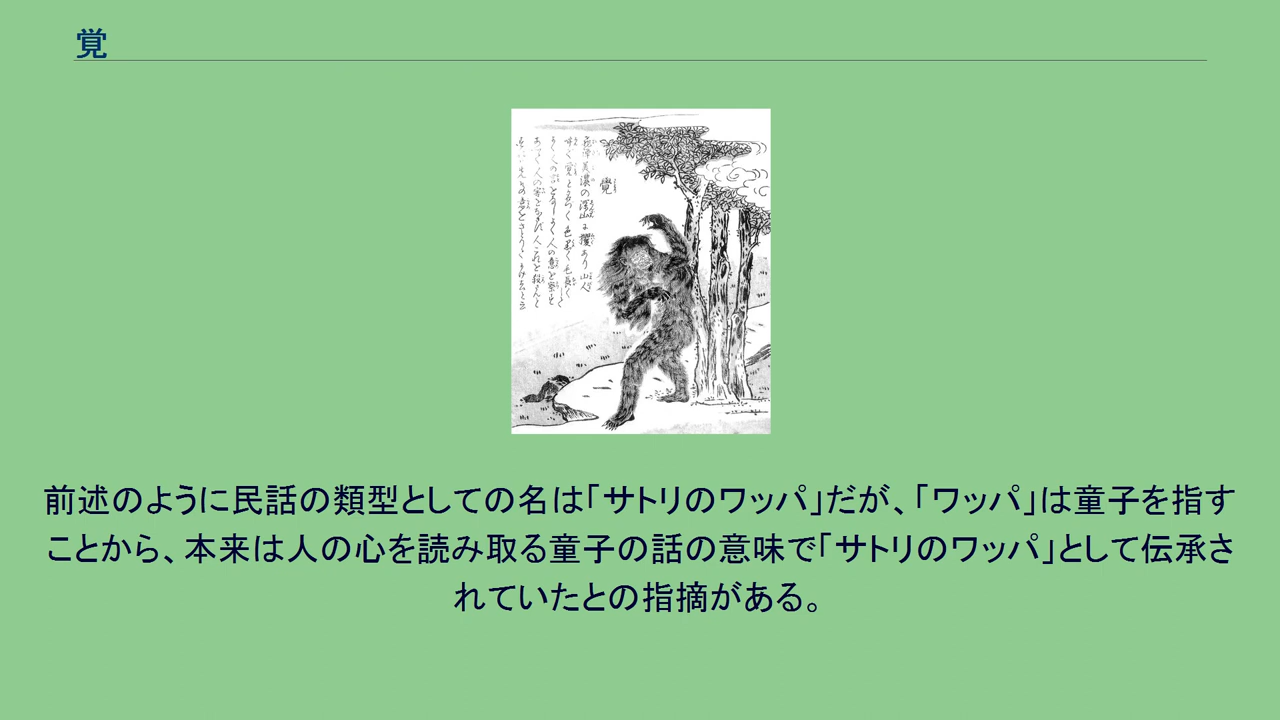 覚
覺
前述のように民話の類型としての名は「サトリのワッパ」だが、「ワッパ」は童子を指す
ことから、本来は人の心を読み取る童子の話の意味で「サトリのワッパ」として伝承さ
れていたとの指摘がある。